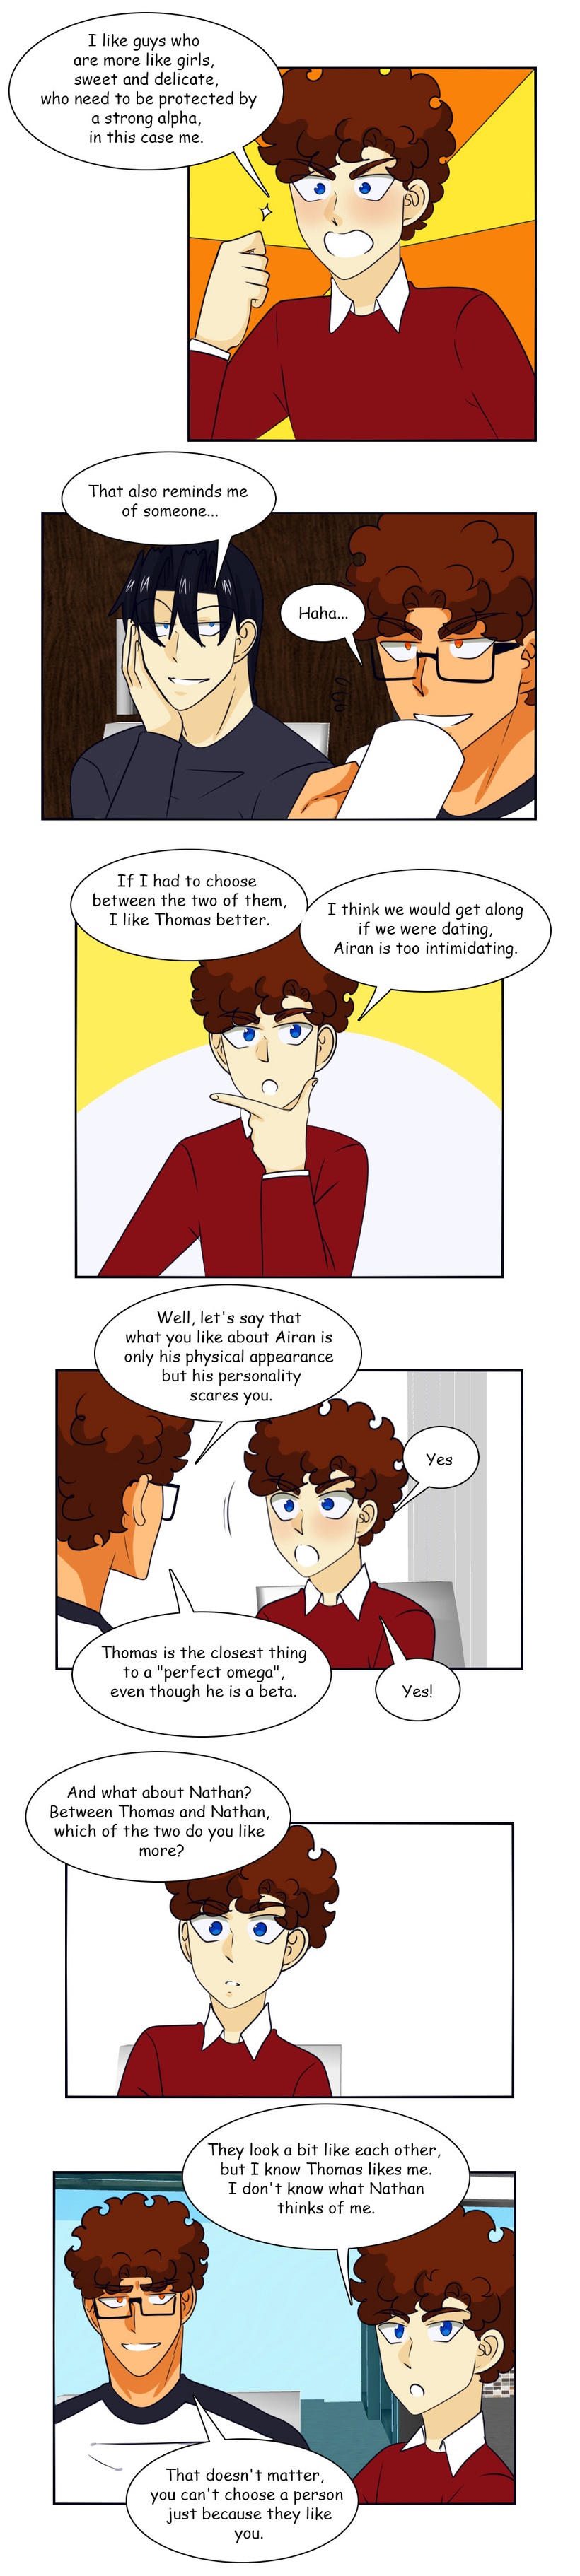 I like guys who
are more like girls,
sweet and delicate,
who need to be protected by
a strong alpha,
in this case me.
That also reminds me
of someone...
Haha...
If I had to choose
between the two of them,
I like Thomas better.
I think we would get along
if we were dating,
Airan is too intimidating.
Well, let's say that
what you like about Airan is
only his physical appearance
but his personality
scares you.
Yes
Thomas is the closest thing
to a "perfect omega",
even though he is a beta.
Yes!
And what about Nathan?
Between Thomas and Nathan,
which of the two do you like
more?
They look a bit like each other,
but I know Thomas likes me.
I don't know what Nathan
thinks of me.
That doesn't matter,
you can't choose a person
just because they like
you.